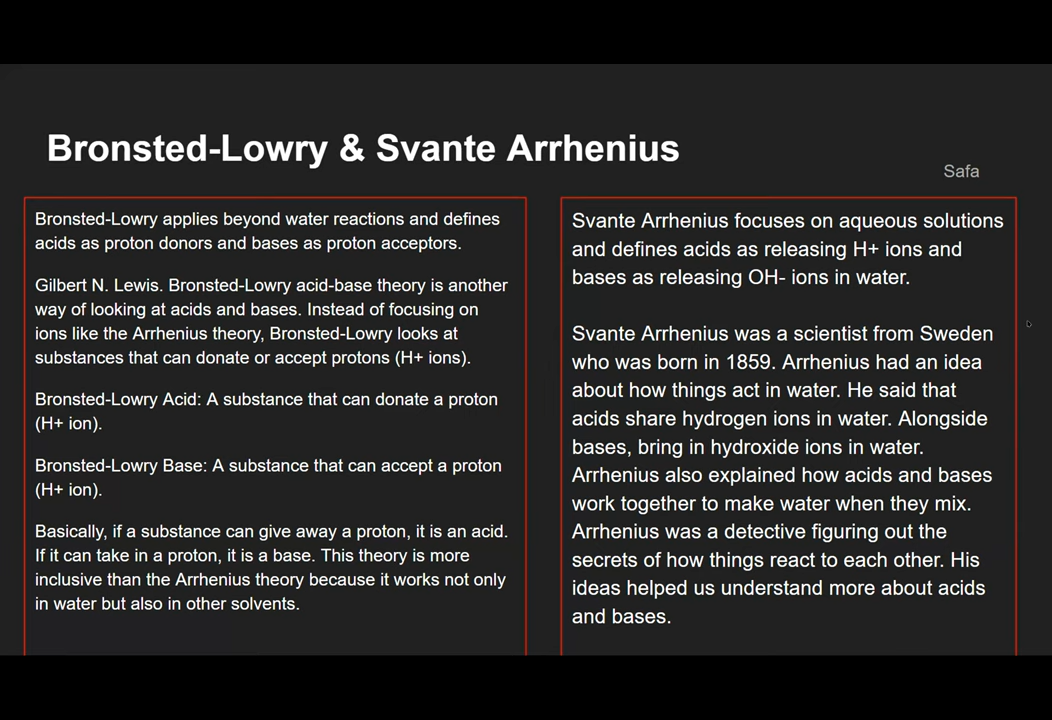 Bronsted-Lowry & Svante Arrhenius
Safa
Bronsted-Lowry applies beyond water reactions and defines
acids as proton donors and bases as proton acceptors.
Gilbert N. Lewis. Bronsted-Lowry acid-base theory is another
way of looking at acids and bases. Instead of focusing on
ions like the Arrhenius theory, Bronsted-Lowry looks at
substances that can donate or accept protons (H+ ions).
Bronsted-Lowry Acid: A substance that can donate a proton
(H+ ion).
Bronsted-Lowry Base: A substance that can accept a proton
(H+ ion).
Basically, if a substance can give away a proton, it is an acid.
If it can take in a proton, it is a base. This theory is more
inclusive than the Arrhenius theory because it works not only
in water but also in other solvents.
Svante Arrhenius focuses on aqueous solutions
and defines acids as releasing H+ ions and
bases as releasing OH- ions in water.
Svante Arrhenius was a scientist from Sweden
who was born in 1859. Arrhenius had an idea
about how things act in water. He said that
acids share hydrogen ions in water. Alongside
bases, bring in hydroxide ions in water.
Arrhenius also explained how acids and bases
work together to make water when they mix.
Arrhenius was a detective figuring out the
secrets of how things react to each other. His
ideas helped us understand more about acids
and bases.